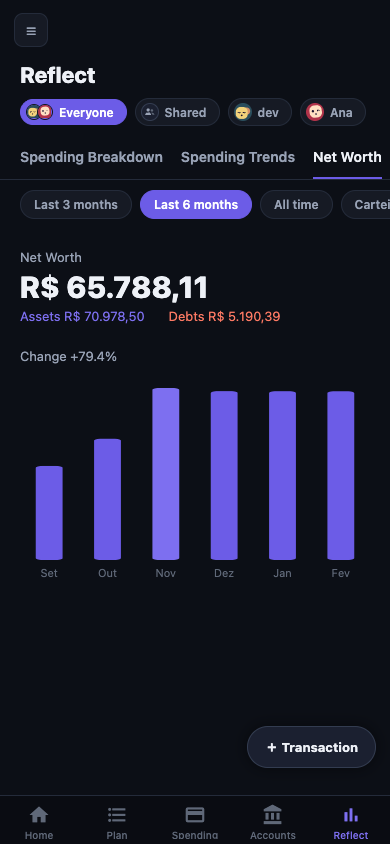 Reflect
Everyone Shared dev Ana
Spending Breakdown Spending Trends Net Worth
Last 3 months Last 6 months All time Cartei
Net Worth
R$ 65.788,11
Assets R$ 70.978,50 Debts R$ 5.190,39
Change +79.4%
Set Out Nov Dez Jan Fev
+ Transaction
Home Plan Spending Accounts Reflect